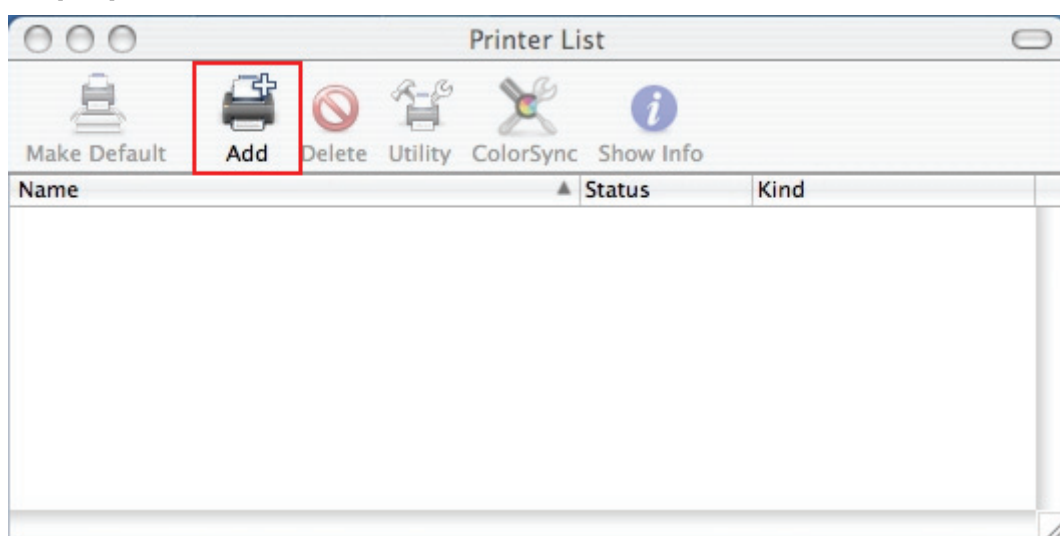 Printer List
Make Default Add Delete Utility ColorSync Show Info
Name Status Kind